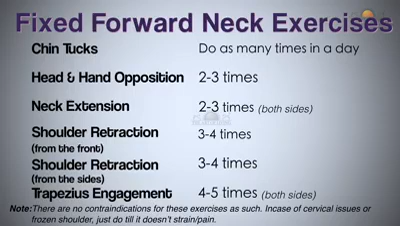 Fixed Forward Neck Exercises
Chin Tucks Do as many times in a day
Head & Hand Opposition 2-3 times
Neck Extension 2-3 times (both sides)
Shoulder Retraction 3-4 times
(from the front)
Shoulder Retraction 3-4 times
(from the sides)
Trapezius Engagement 4-5 times (both sides)
Note:There are no contraindications for these exercises as such. Incase of cervical issues or
frozen shoulder, just do till it doesn't strain/pain.